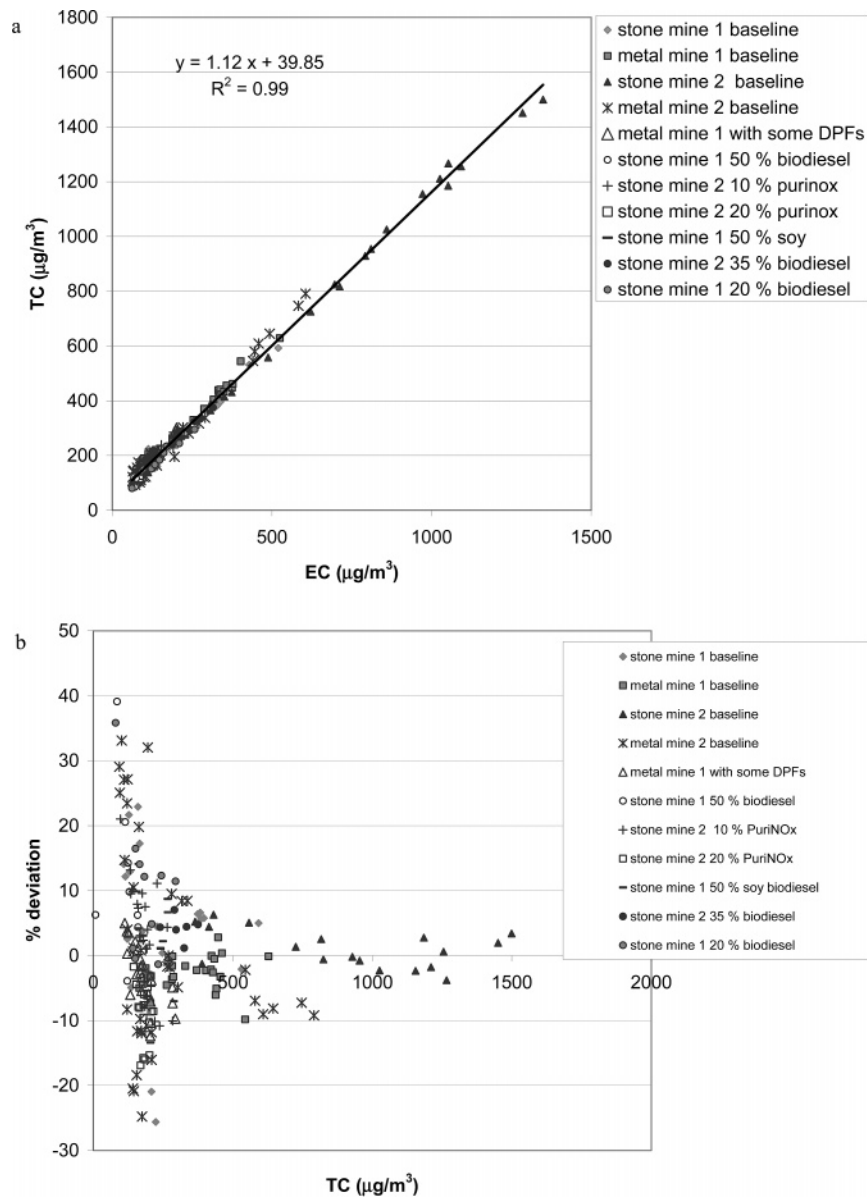 a
y = 1.12 x + 39.85
R² = 0.99
1800
1600
1400
1200
1000
800
600
400
200
0
TC (µg/m³)
0 500 1000 1500
EC (µg/m³)
stone mine 1 baseline
metal mine 1 baseline
stone mine 2 baseline
metal mine 2 baseline
metal mine 1 with some DPFs
stone mine 1 50 % biodiesel
stone mine 2 10 % purinox
stone mine 2 20 % purinox
stone mine 1 50 % soy
stone mine 2 35 % biodiesel
stone mine 1 20 % biodiesel
b
50
40
30
20
10
0
-10
-20
-30
% deviation
0 500 1000 1500 2000
TC (µg/m³)
stone mine 1 baseline
metal mine 1 baseline
stone mine 2 baseline
metal mine 2 baseline
metal mine 1 with some DPFs
stone mine 1 50 % biodiesel
stone mine 2 10 % PuriNOx
stone mine 2 20 % PuriNOx
stone mine 1 50 % soy biodiesel
stone mine 2 35 % biodiesel
stone mine 1 20 % biodiesel